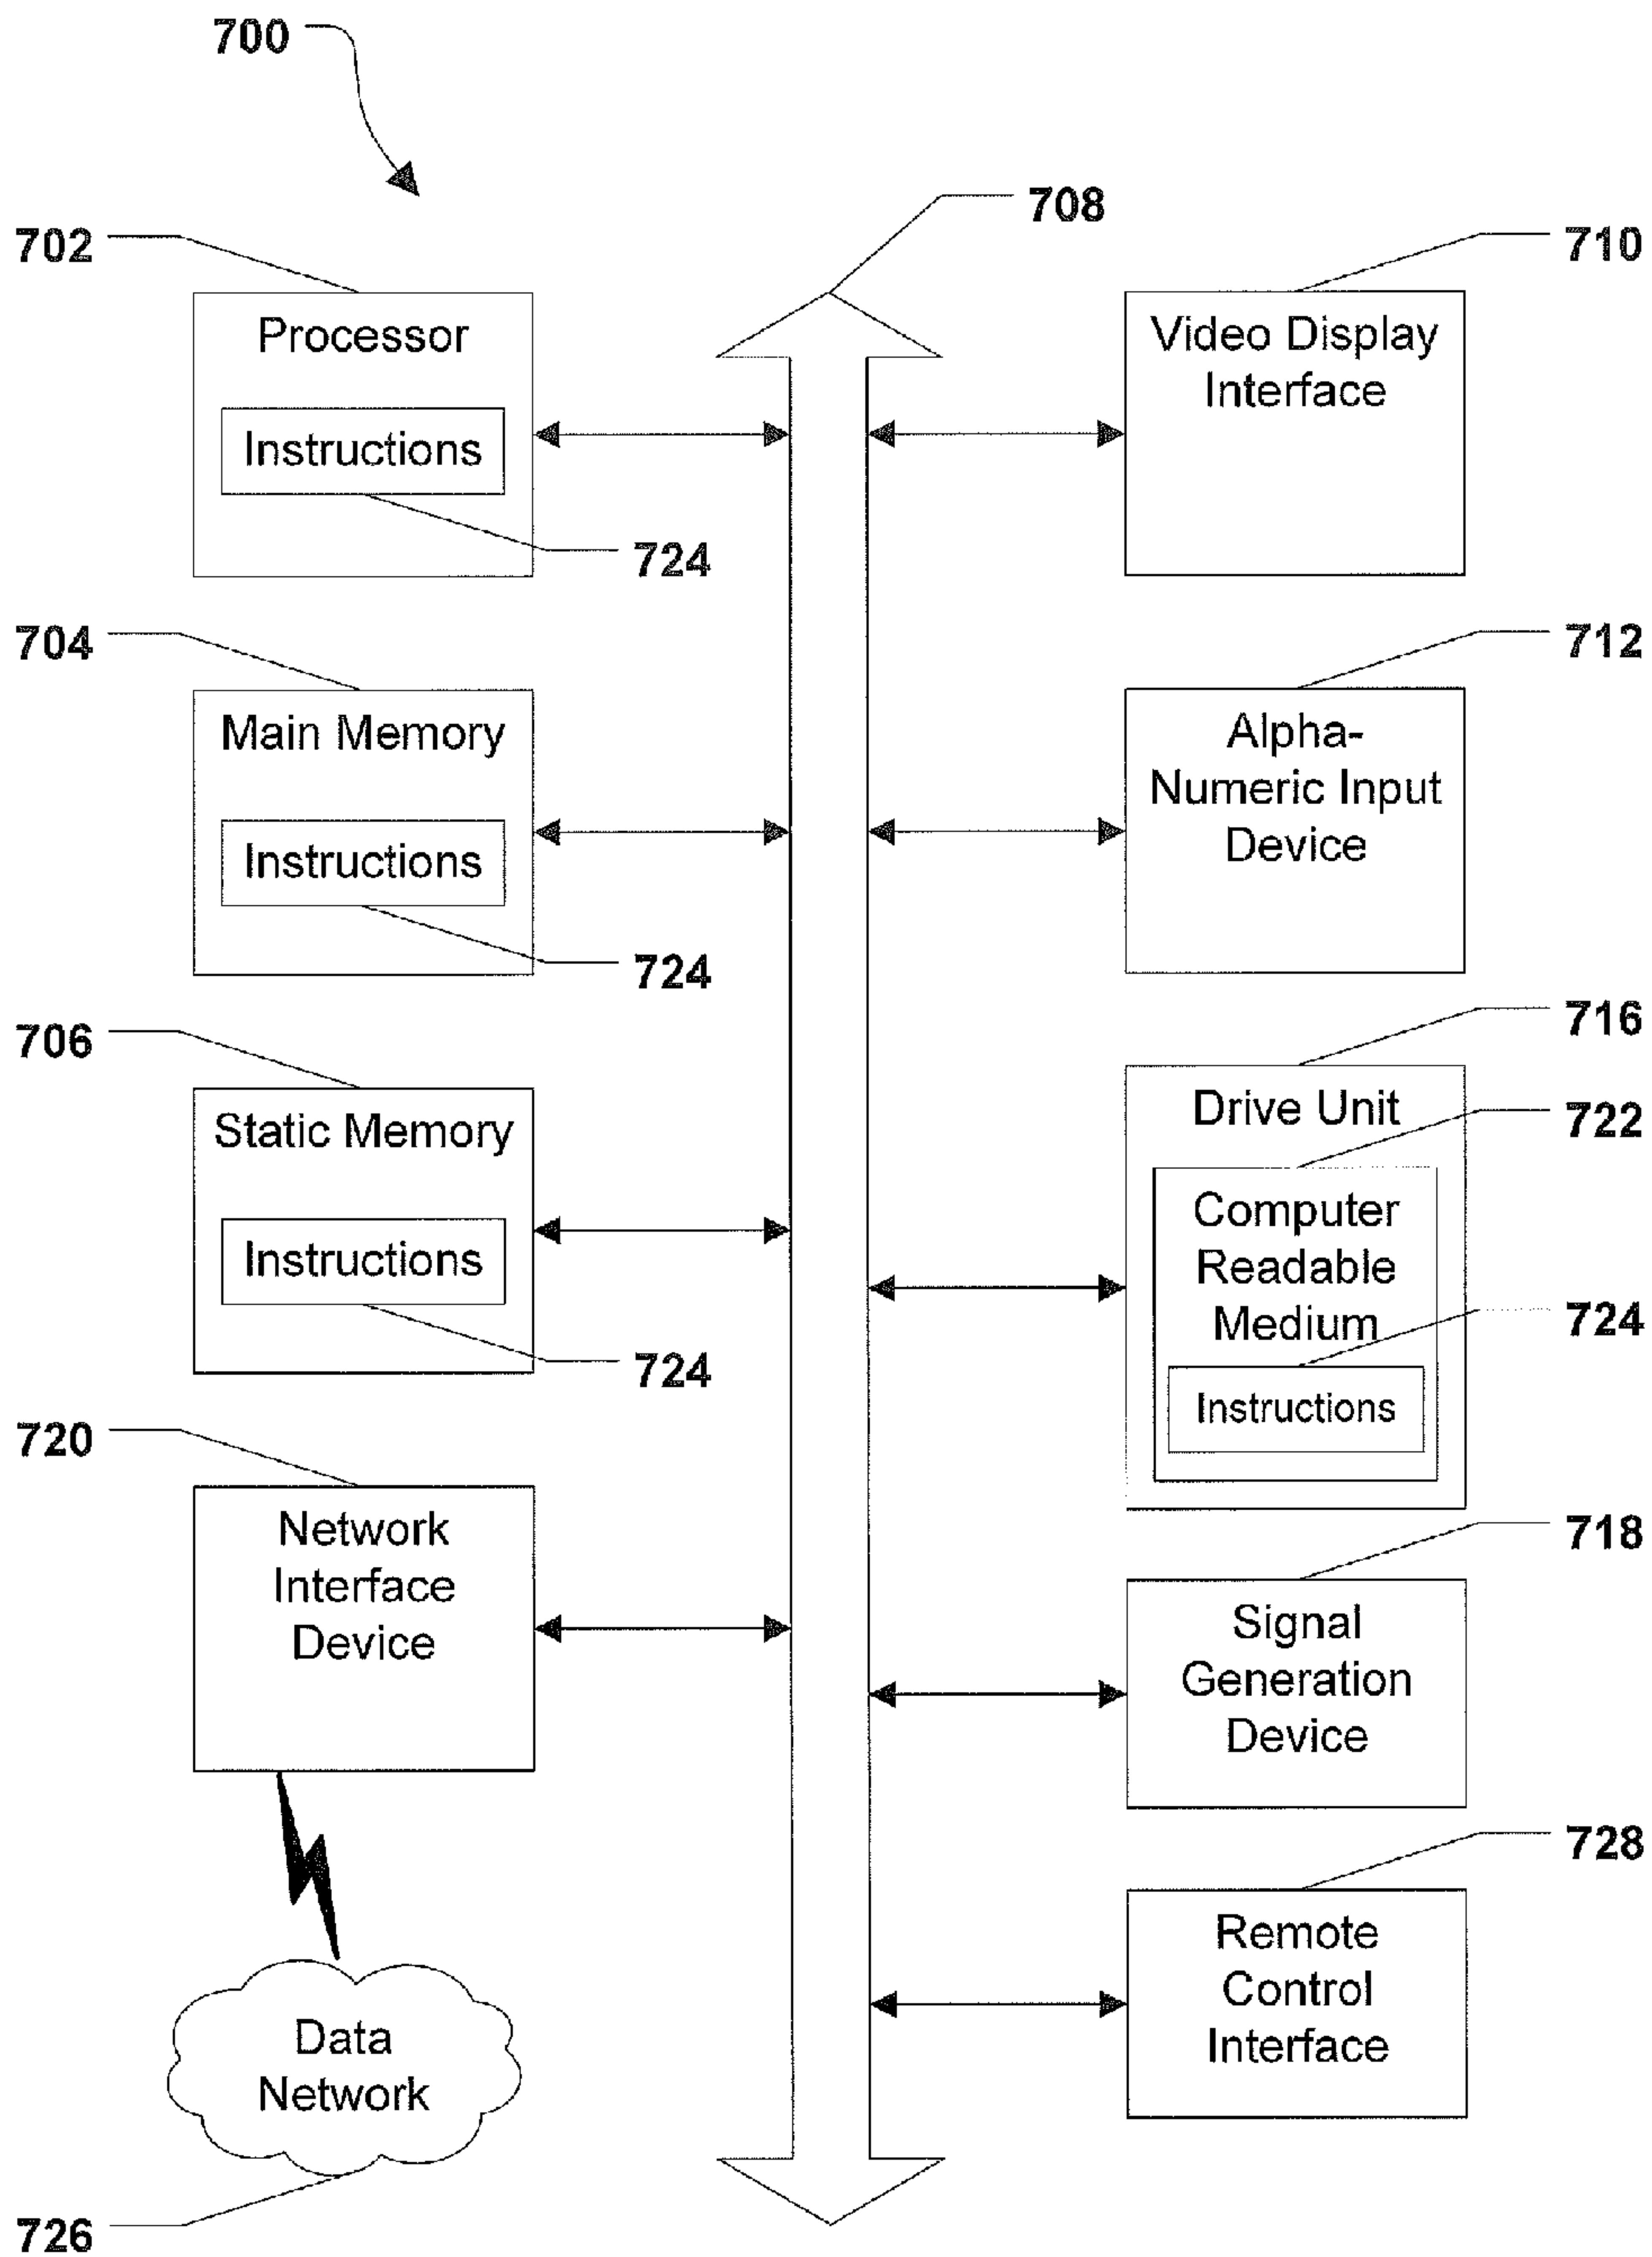 700
708
702
Processor
Instructions
724
704
Main Memory
Instructions
724
706
Static Memory
Instructions
724
720
Network
Interface
Device
Data
Network
726
710
Video Display
Interface
712
Alpha-
Numeric Input
Device
716
Drive Unit
722
Computer
Readable
Medium
724
Instructions
718
Signal
Generation
Device
728
Remote
Control
Interface